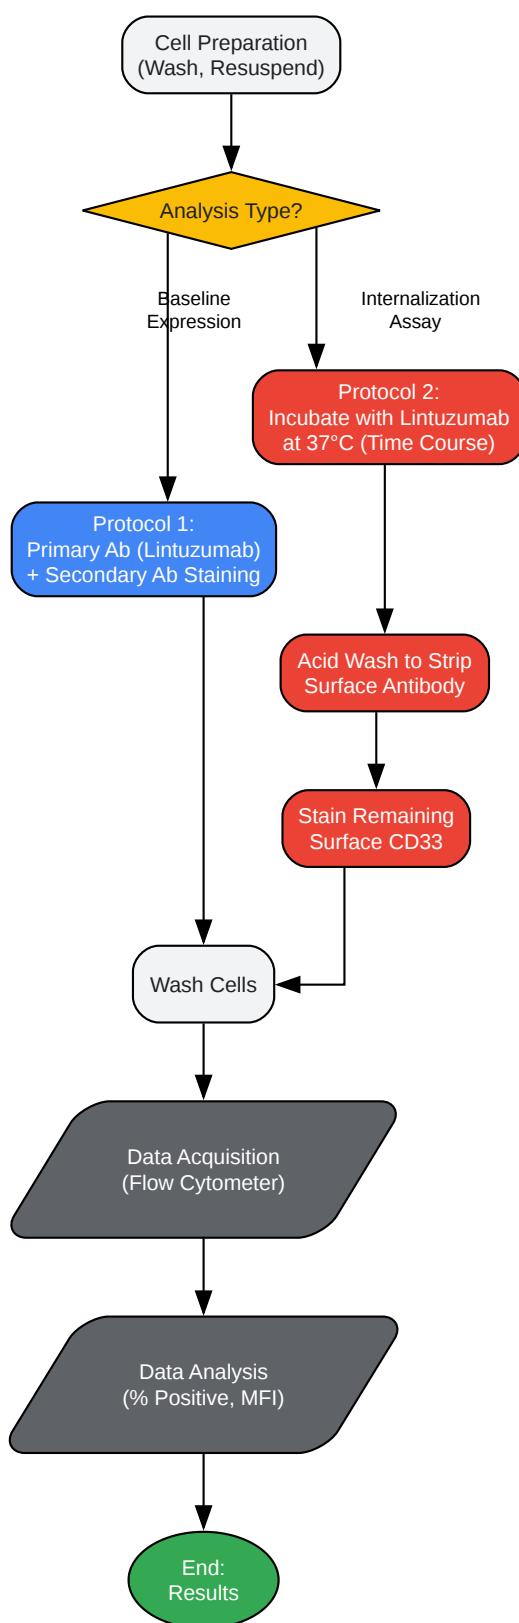 Cell Preparation
(Wash, Resuspend)
Analysis Type?
Baseline
Expression
Internalization
Assay
Protocol 2:
Incubate with Lintuzumab
at 37°C (Time Course)
Protocol 1:
Primary Ab (Lintuzumab)
+ Secondary Ab Staining
Acid Wash to Strip
Surface Antibody
Stain Remaining
Surface CD33
Wash Cells
Data Acquisition
(Flow Cytometer)
Data Analysis
(% Positive, MFI)
End:
Results